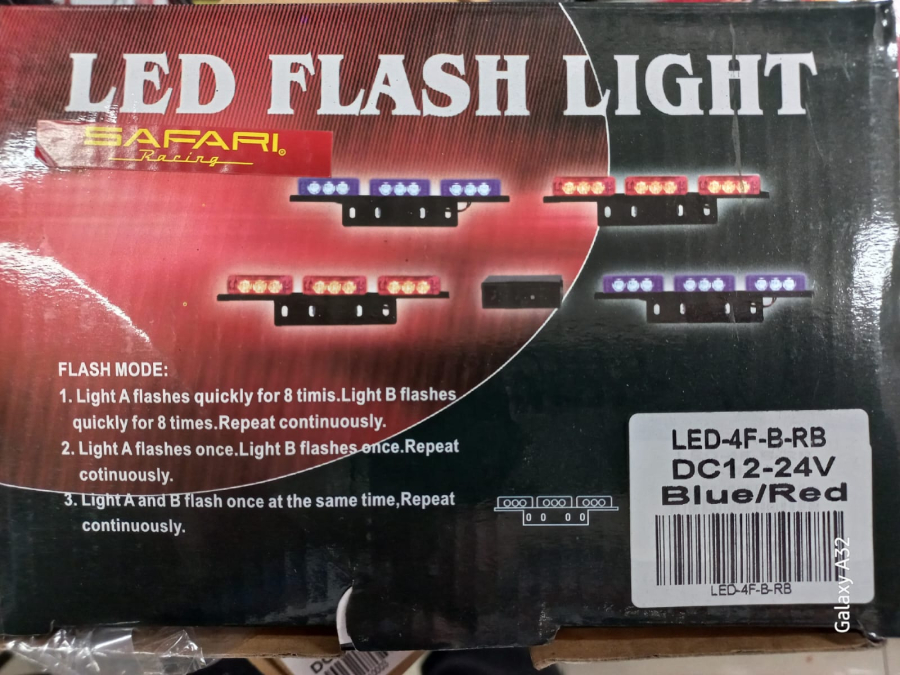 LED FLASH LIGHT
SAFARI®
Racing
FLASH MODE:
1. Light A flashes quickly for 8 timis.Light B flashes
quickly for 8 times.Repeat continuously.
2. Light A flashes once.Light B flashes once.Repeat
cotinuously.
3. Light A and B flash once at the same time,Repeat
continuously.
LED-4F-B-RB
DC12-24V
Blue/Red
LED-4F-B-RB
Galaxy A32